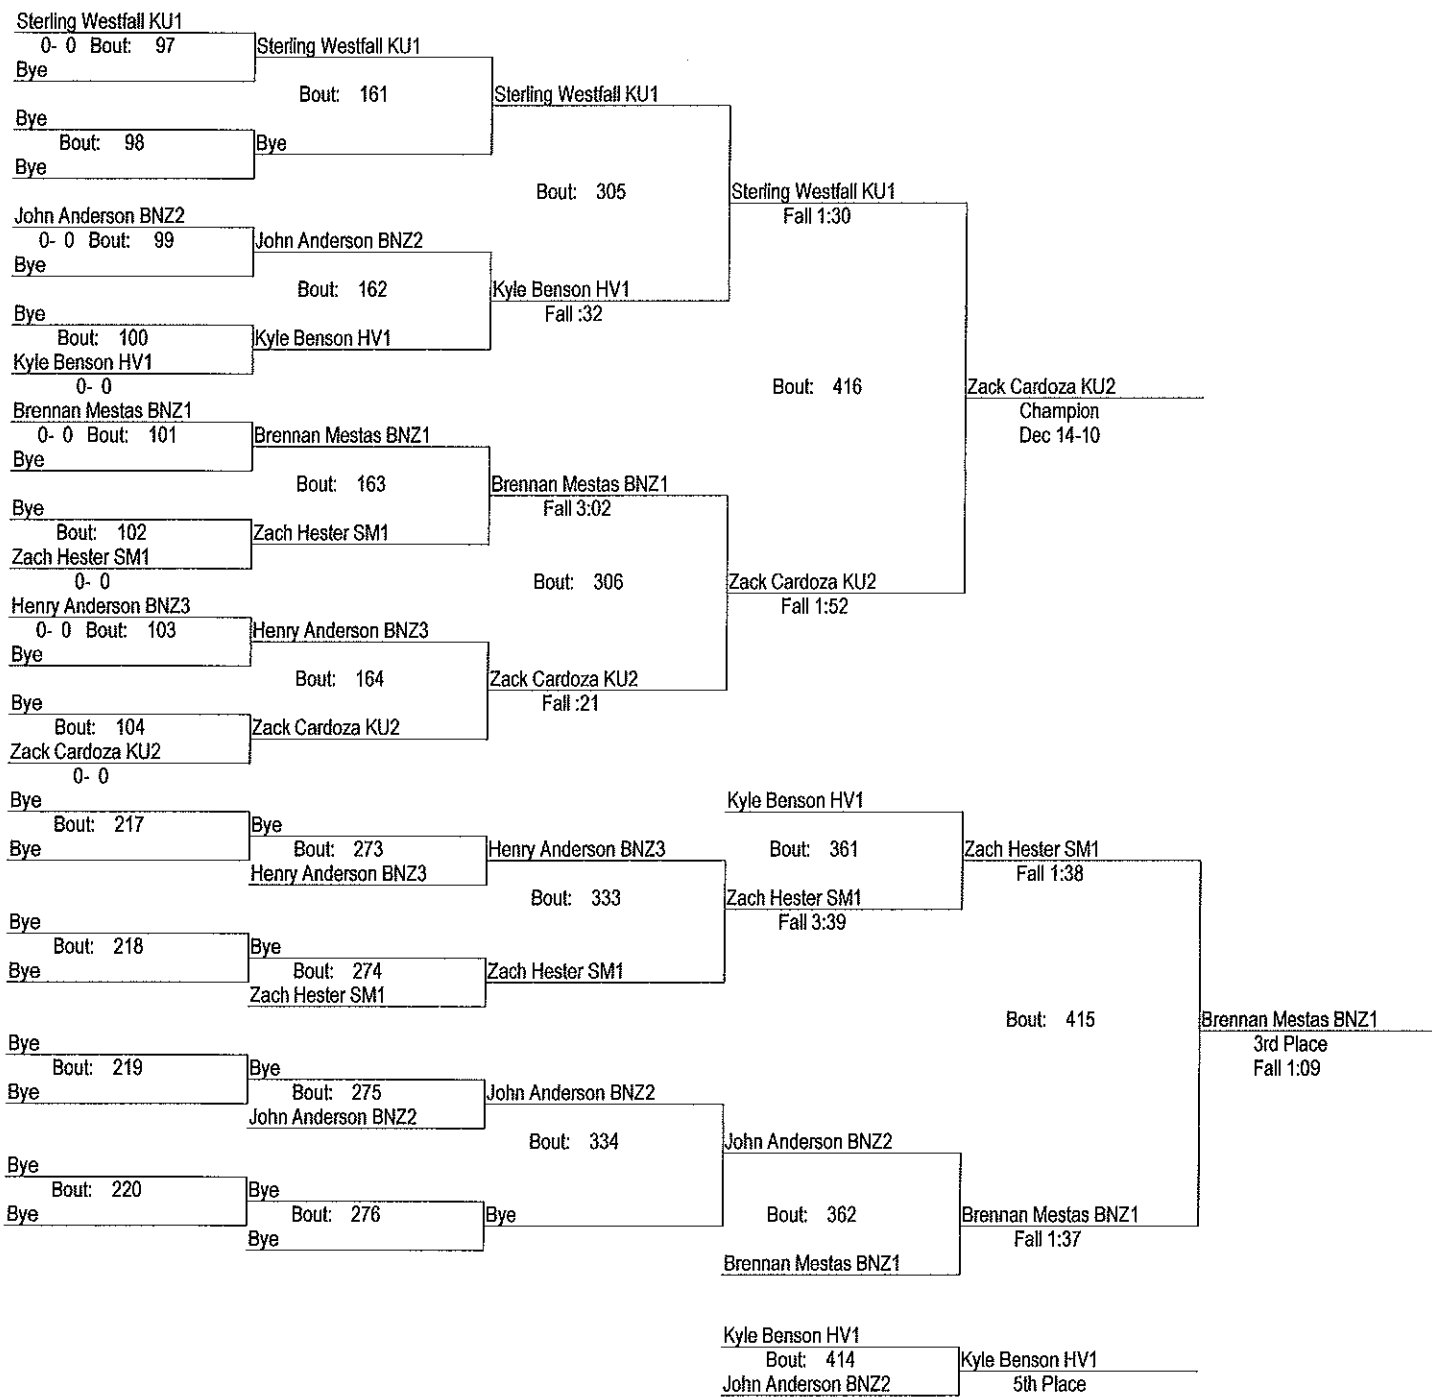 Sterling Westfall KU1
0- 0 Bout: 97
Bye
Sterling Westfall KU1
Bout: 161
Sterling Westfall KU1
Bye
Bout: 98
Bye
Bye
Bout: 305
Sterling Westfall KU1
Fall 1:30
John Anderson BNZ2
0- 0 Bout: 99
Bye
John Anderson BNZ2
Bout: 162
Kyle Benson HV1
Fall :32
Bye
Bout: 100
Kyle Benson HV1
0- 0
Kyle Benson HV1
Bout: 416
Zack Cardoza KU2
Champion
Dec 14-10
Brennan Mestas BNZ1
0- 0 Bout: 101
Bye
Brennan Mestas BNZ1
Bout: 163
Brennan Mestas BNZ1
Fall 3:02
Bye
Bout: 102
Zach Hester SM1
0- 0
Zach Hester SM1
Bout: 306
Zack Cardoza KU2
Fall 1:52
Henry Anderson BNZ3
0- 0 Bout: 103
Bye
Henry Anderson BNZ3
Bout: 164
Zack Cardoza KU2
Fall :21
Bye
Bout: 104
Zack Cardoza KU2
0- 0
Zack Cardoza KU2
Bye
Bout: 217
Bye
Bye
Bout: 273
Henry Anderson BNZ3
Henry Anderson BNZ3
Kyle Benson HV1
Bout: 361
Zach Hester SM1
Fall 1:38
Bout: 333
Zach Hester SM1
Fall 3:39
Bye
Bout: 218
Bye
Bye
Bout: 274
Zach Hester SM1
Zach Hester SM1
Bout: 415
Brennan Mestas BNZ1
3rd Place
Fall 1:09
Bye
Bout: 219
Bye
Bye
Bout: 275
John Anderson BNZ2
John Anderson BNZ2
Bout: 334
John Anderson BNZ2
Bye
Bout: 220
Bye
Bye
Bout: 276
Bye
Bye
Bout: 362
Brennan Mestas BNZ1
Fall 1:37
Brennan Mestas BNZ1
Kyle Benson HV1
Bout: 414
John Anderson BNZ2
Kyle Benson HV1
5th Place